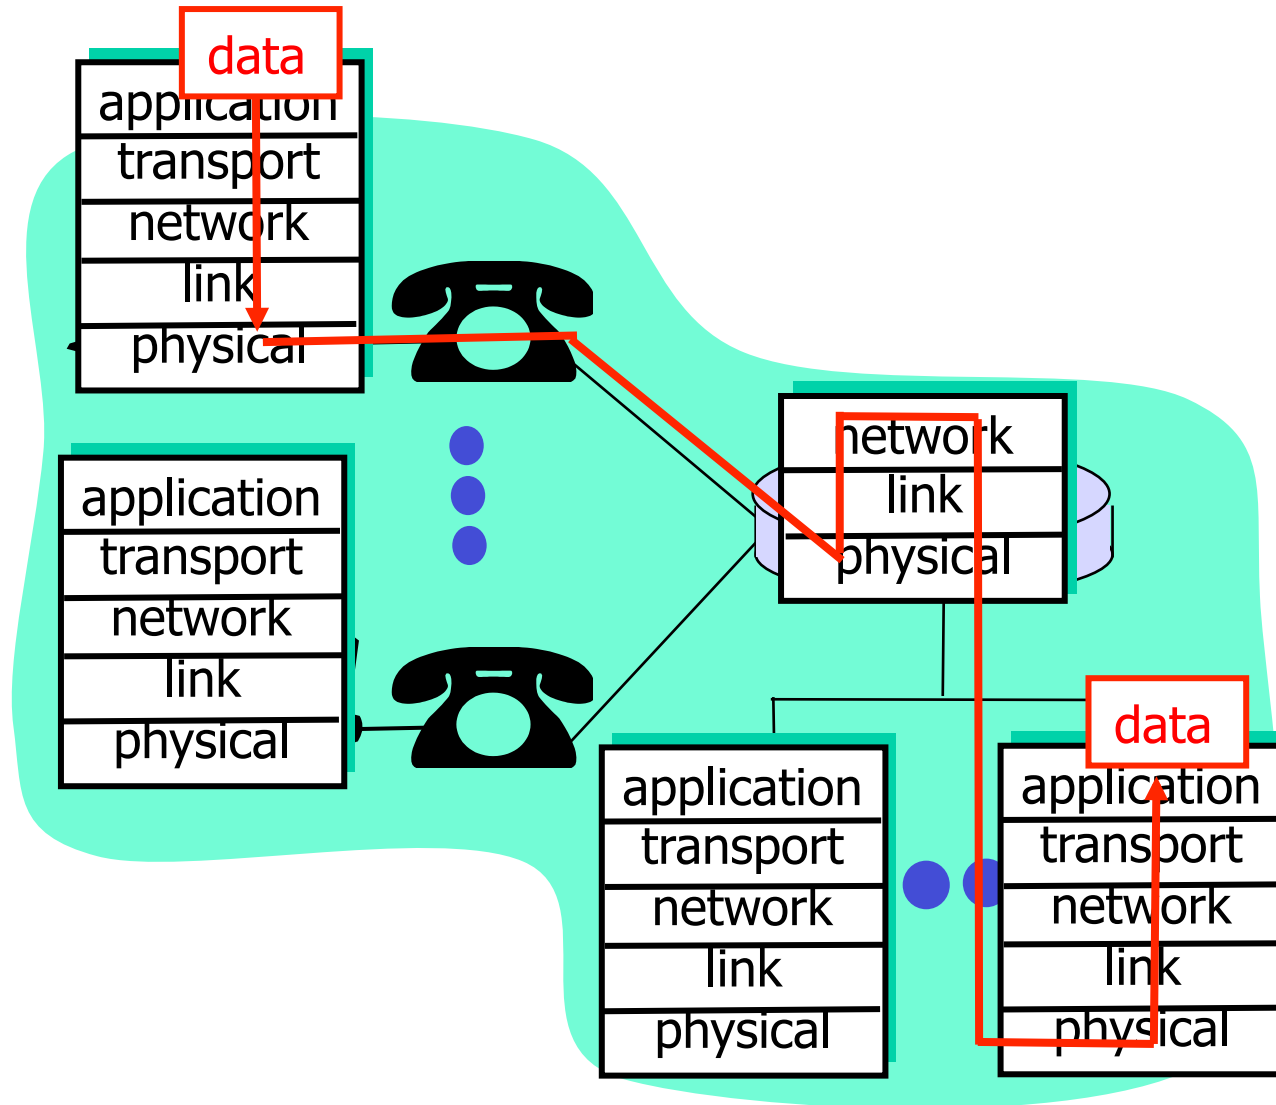 data
application
transport
network
link
physical
application
transport
network
link
physical
network
link
physical
application
transport
network
link
physical
data
application
transport
network
link
physical